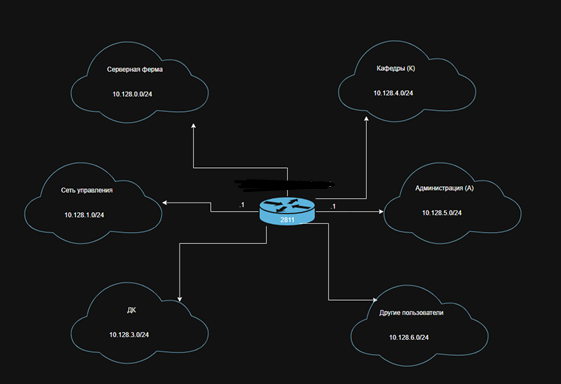 Серверная ферма
10.128.0.0/24
Кафедры (К)
10.128.4.0/24
Сеть управления
10.128.1.0/24
.1
.1
2811
Администрация (А)
10.128.5.0/24
ДК
10.128.3.0/24
Другие пользователи
10.128.6.0/24